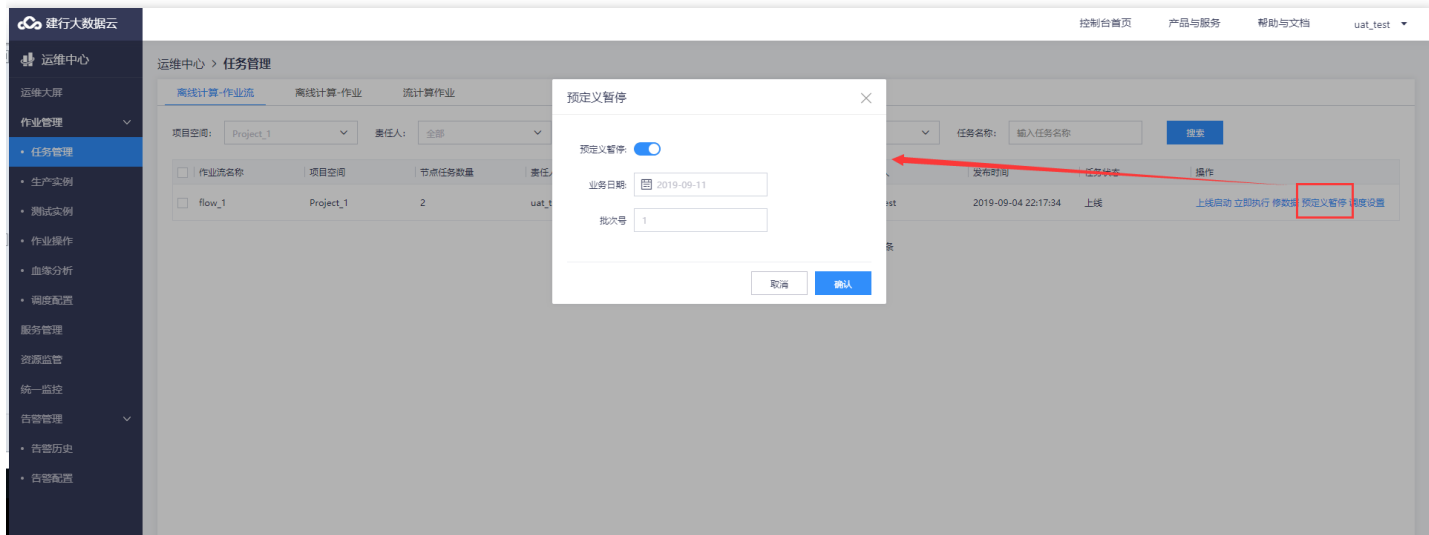 建行大数据云
控制台首页 产品与服务 帮助与文档 uat_test
运维中心
运维大屏
作业管理
• 任务管理
• 生产实例
• 测试实例
• 作业操作
• 血缘分析
• 调度配置
服务管理
资源监管
统一监控
告警管理
• 告警历史
• 告警配置
运维中心 > 任务管理
离线计算-作业流 离线计算-作业 流计算作业
项目空间: Project_1 责任人: 全部 任务名称: 输入任务名称 搜索
作业流名称 项目空间 节点任务数量 责任人 发布时间 任务状态 操作
flow_1 Project_1 2 uat_t est 2019-09-04 22:17:34 上线 上线启动 立即执行 修数据 预定义暂停 调度设置
条
预定义暂停
预定义暂停:
业务日期: 2019-09-11
批次号 1
取消 确认